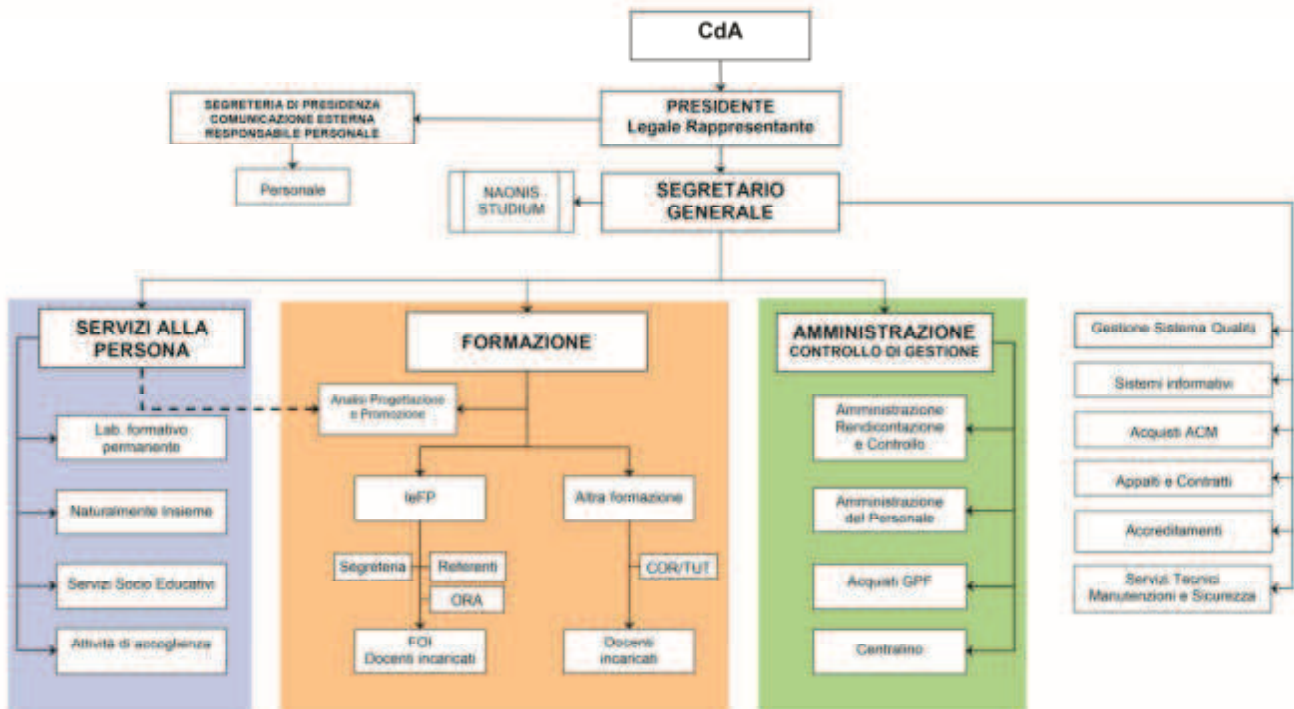 CdA
SEGRETERIA DI PRESIDENZA
COMUNICAZIONE ESTERNA
RESPONSABILE PERSONALE
PRESIDENTE
Legale Rappresentante
Personale
NAONIS
STUDIUM
SEGRETARIO
GENERALE
SERVIZI ALLA
PERSONA
Lab. formativo
permanente
Naturalmente Insieme
Servizi Socio Educativi
Attività di accoglienza
FORMAZIONE
Analisi Progettazione
e Promozione
IeFP
Altra formazione
Segreteria
Referenti
ORA
COR/TUT
FOI
Docenti incaricati
Docenti
incaricati
AMMINISTRAZIONE
CONTROLLO DI GESTIONE
Amministrazione
Rendicontazione
e Controllo
Amministrazione
del Personale
Acquisti GPF
Centralino
Gestione Sistema Qualità
Sistemi informativi
Acquisti ACM
Appalti e Contratti
Accreditamenti
Servizi Tecnici
Manutenzioni e Sicurezza